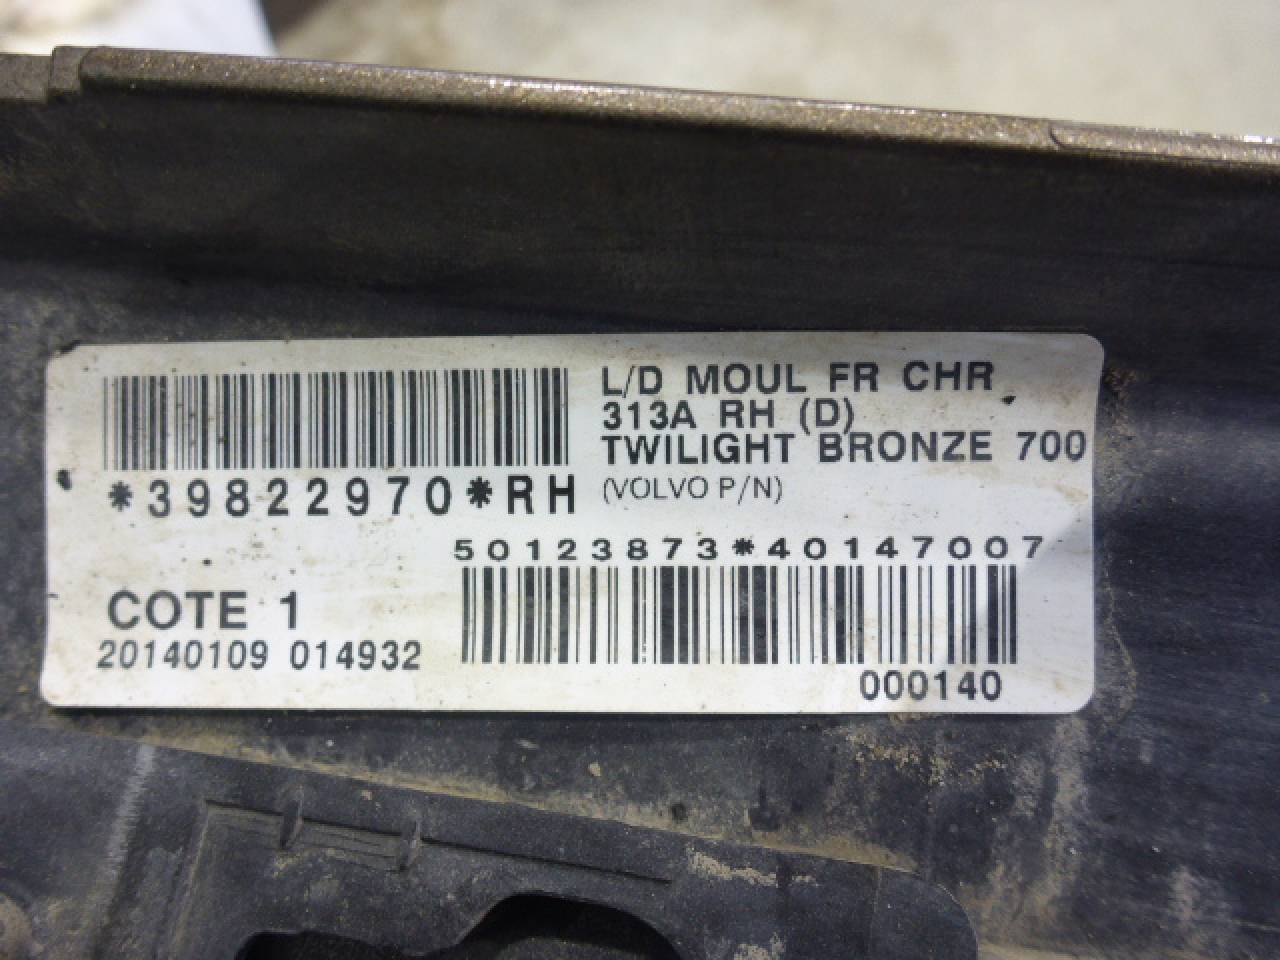 L/D MOUL FR CHR
313A RH (D)
TWILIGHT BRONZE 700
*39822970*RH (VOLVO P/N)
50123873*40147007
COTE 1
20140109 014932
000140